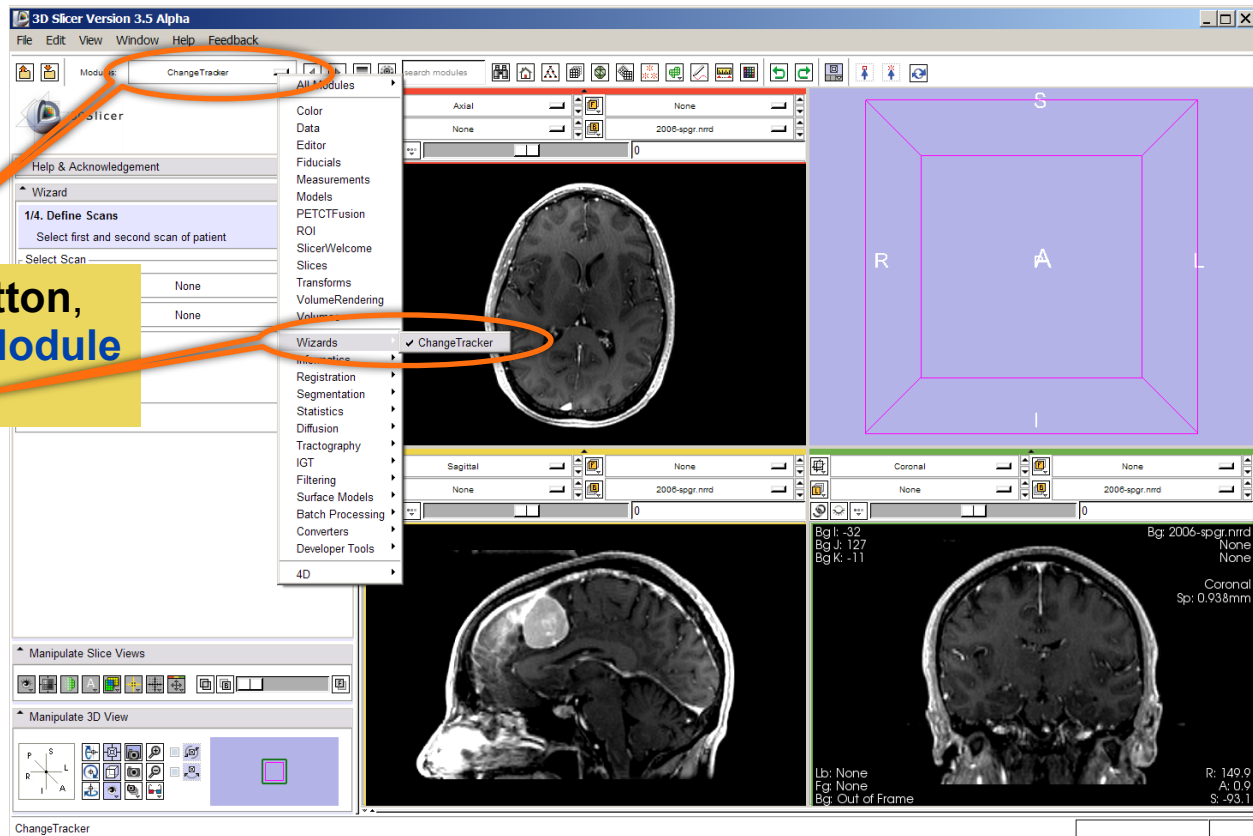 3D Slicer Version 3.5 Alpha
File Edit View Window Help Feedback
Modules: ChangeTracker search modules
3DSlicer
Help & Acknowledgement
Wizard
1/4. Define Scans
Select first and second scan of patient
Select Scan
None
None
tton,
Module
All Modules
Color
Data
Editor
Fiducials
Measurements
Models
PETCTFusion
ROI
SlicerWelcome
Slices
Transforms
VolumeRendering
Volumes
Wizards
ChangeTracker
Informatics
Registration
Segmentation
Statistics
Diffusion
Tractography
IGT
Filtering
Surface Models
Batch Processing
Converters
Developer Tools
4D
Axial None
None 2006-spgr.nrrd
0
S
R A L
I
Sagittal None
None 2006-spgr.nrrd
0
Coronal None
None 2006-spgr.nrrd
0
Bg I: -32
Bg J: 127
Bg K: -11
Bg: 2006-spgr.nrrd
None
None
Coronal
Sp: 0.938mm
Lb: None
Fg: None
Bg: Out of Frame
R: 149.9
A: 0.9
S: -93.1
Manipulate Slice Views
Manipulate 3D View
P S
R L
I A
ChangeTracker